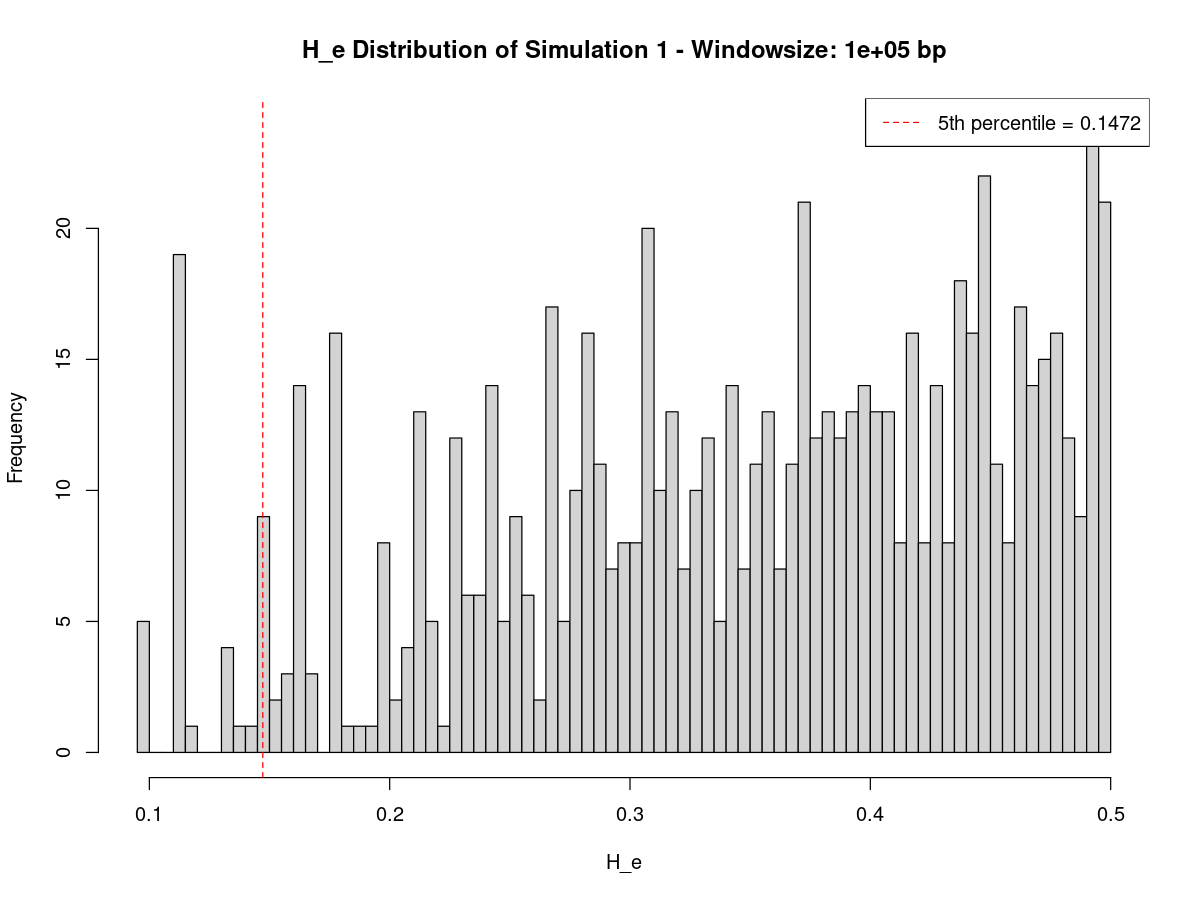 H_e Distribution of Simulation 1 - Windowsize: 1e+05 bp
5th percentile = 0.1472
Frequency
20
15
10
5
0
0.1 0.2 0.3 0.4 0.5
H_e